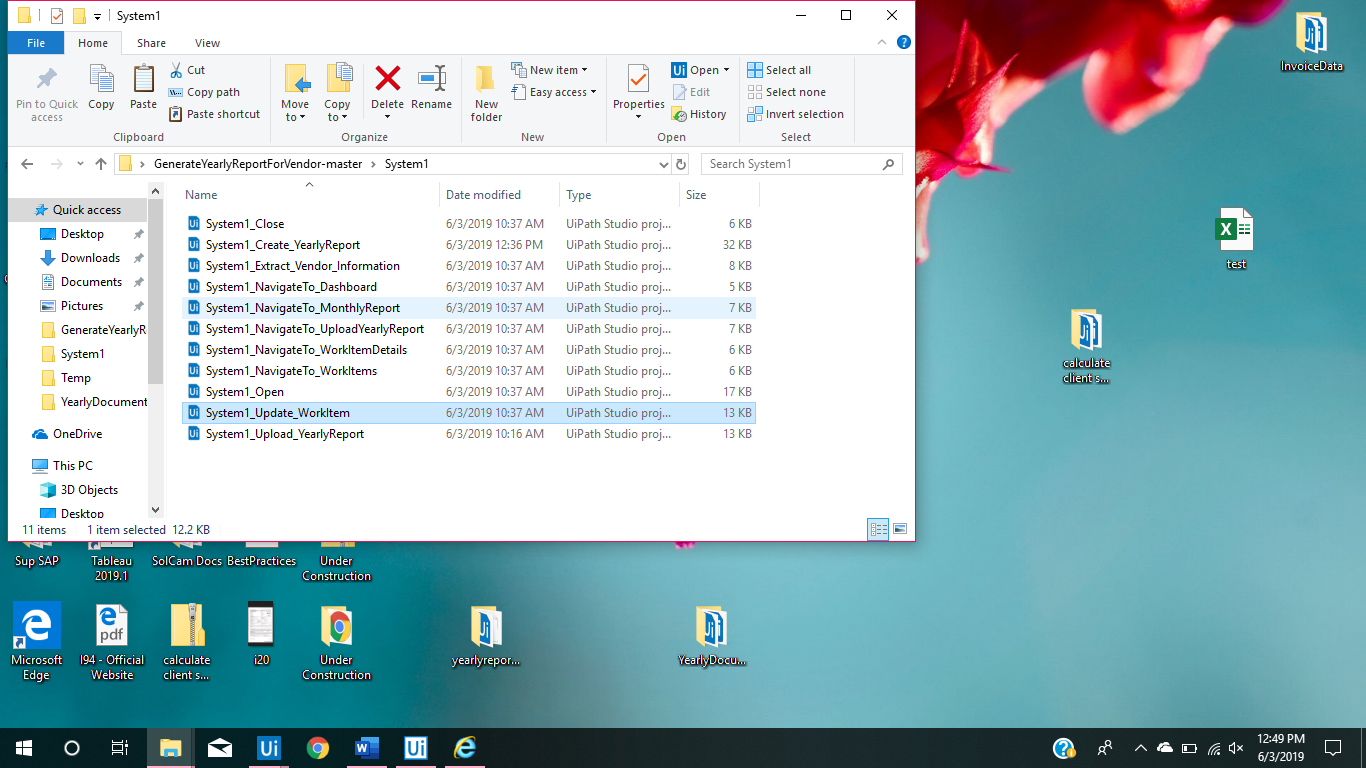 System1
File Home Share View
Pin to Quick access
Copy
Paste
Cut
Copy path
Paste shortcut
Clipboard
Move to
Copy to
Delete
Rename
Organize
New folder
New item
Easy access
New
Properties
Open
Edit
History
Open
Select all
Select none
Invert selection
Select
GenerateYearlyReportForVendor-master System1
Search System1
Quick access
Desktop
Downloads
Documents
Pictures
GenerateYearlyR
System1
Temp
YearlyDocument
OneDrive
This PC
3D Objects
Desktop
Name Date modified Type Size
System1_Close 6/3/2019 10:37 AM UiPath Studio proj... 6 KB
System1_Create_YearlyReport 6/3/2019 12:36 PM UiPath Studio proj... 32 KB
System1_Extract_Vendor_Information 6/3/2019 10:37 AM UiPath Studio proj... 8 KB
System1_NavigateTo_Dashboard 6/3/2019 10:37 AM UiPath Studio proj... 5 KB
System1_NavigateTo_MonthlyReport 6/3/2019 10:37 AM UiPath Studio proj... 7 KB
System1_NavigateTo_UploadYearlyReport 6/3/2019 10:37 AM UiPath Studio proj... 7 KB
System1_NavigateTo_WorkItemDetails 6/3/2019 10:37 AM UiPath Studio proj... 6 KB
System1_NavigateTo_WorkItems 6/3/2019 10:37 AM UiPath Studio proj... 6 KB
System1_Open 6/3/2019 10:37 AM UiPath Studio proj... 17 KB
System1_Update_WorkItem 6/3/2019 10:37 AM UiPath Studio proj... 13 KB
System1_Upload_YearlyReport 6/3/2019 10:16 AM UiPath Studio proj... 13 KB
11 items 1 item selected 12.2 KB
InvoiceData
test
calculate
client s...
Sup SAP
Tableau
2019.1
SolCam Docs
BestPractices
Under
Construction
Microsoft
Edge
I94 - Official
Website
calculate
client s...
i20
Under
Construction
yearlyrepor...
YearlyDocu...
12:49 PM
6/3/2019